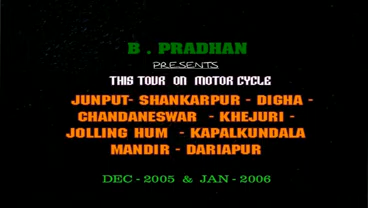 B . PRADHAN
PRESENTS
THIS TOUR ON MOTOR CYCLE
JUNPUT- SHANKARPUR - DIGHA -
CHANDANESWAR - KHEJURI -
JOLLING HUM - KAPALKUNDALA
MANDIR - DARIAPUR
DEC - 2005 & JAN - 2006